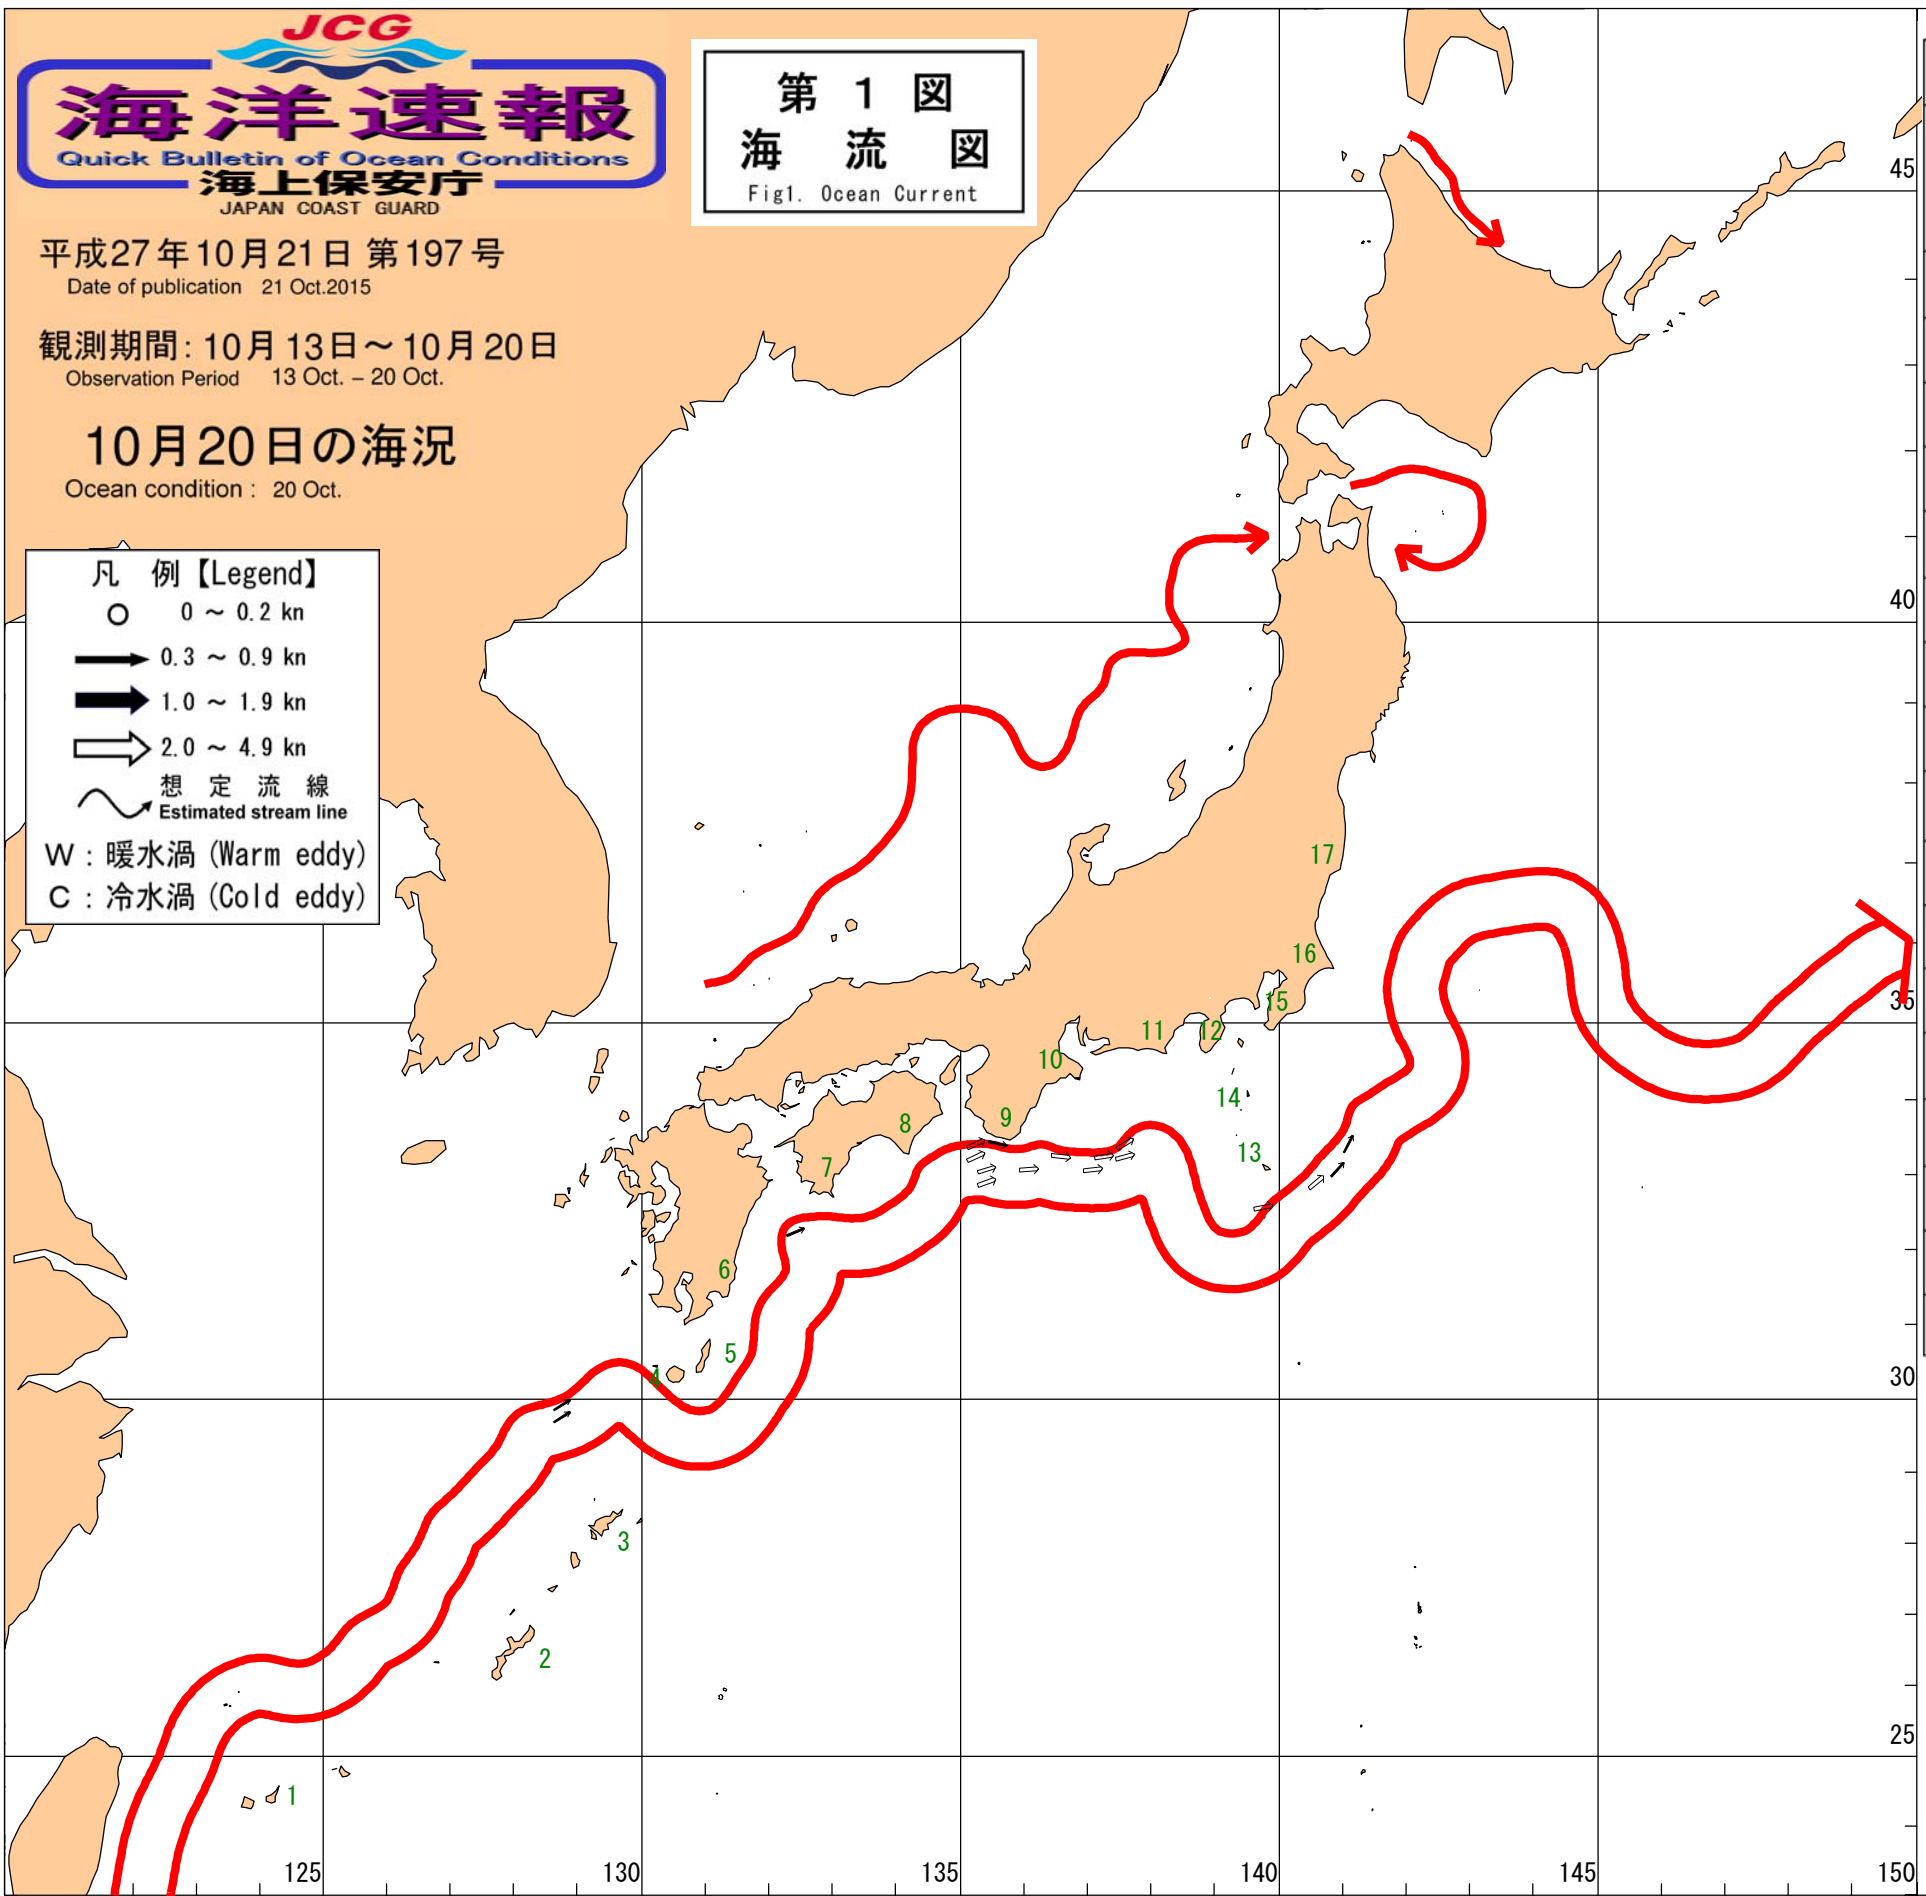 JCG
海洋速報
Quick Bulletin of Ocean Conditions
海上保安庁
JAPAN COAST GUARD
平成27年10月21日 第197号
Date of publication 21 Oct.2015
観測期間: 10月13日～10月20日
Observation Period 13 Oct. – 20 Oct.
10月20日の海況
Ocean condition : 20 Oct.
第 1 図
海 流 図
Fig1. Ocean Current
凡 例【Legend】
0 ～ 0.2 kn
0.3 ～ 0.9 kn
1.0 ～ 1.9 kn
2.0 ～ 4.9 kn
想 定 流 線
Estimated stream line
W : 暖水渦 (Warm eddy)
C : 冷水渦 (Cold eddy)
45
40
35
30
25
17
16
15
12
11
10
14
13
9
8
7
6
5
4
3
2
1
125
130
135
140
145
150